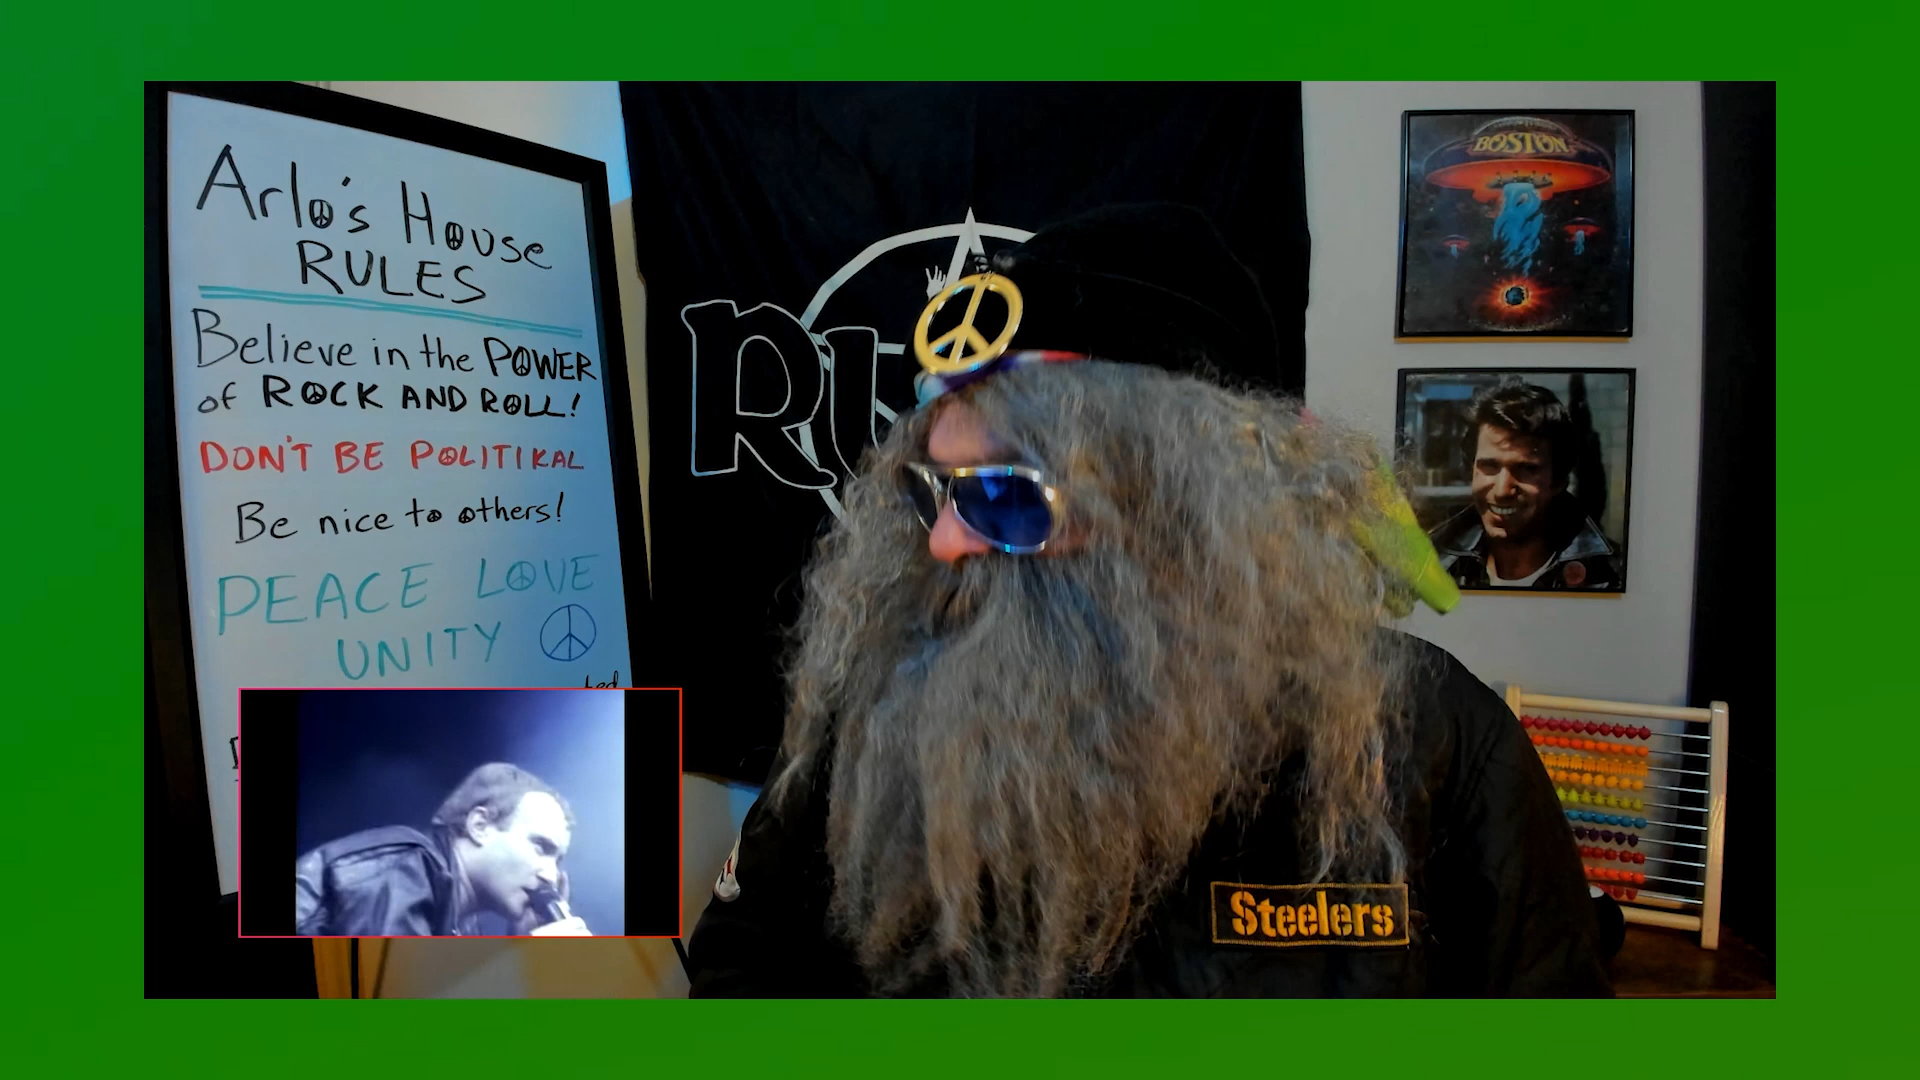 Arlo's House
RULES
Believe in the POWER
of ROCK AND ROLL!
DON'T BE POLITIKAL
Be nice to others!
PEACE LOVE
UNITY
RU
BOSTON
Steelers